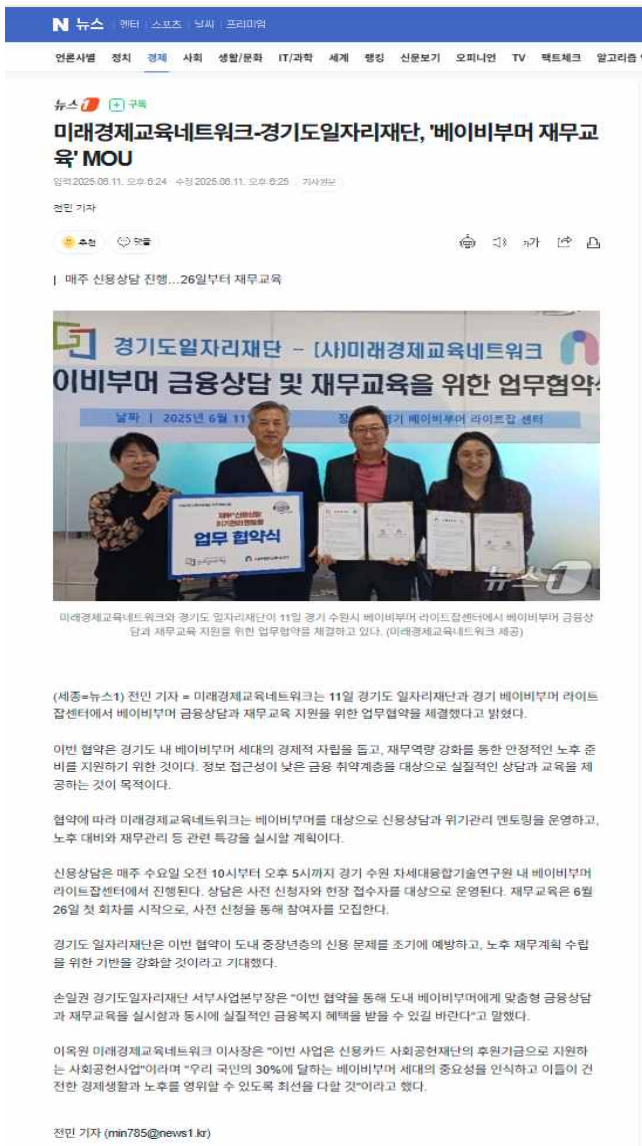 N 뉴스 엔터 스포츠 날씨 프리미엄
언론사별 정치 경제 사회 생활/문화 IT/과학 세계 랭킹 신문보기 오피니언 TV 팩트체크 알고리즘
뉴스1 구독
미래경제교육네트워크-경기도일자리재단, '베이비부머 재무교
육' MOU
입력2025.06.11. 오후 6:24 수정2025.06.11. 오후 6:25 기사원문
전민 기자
추천 댓글 가가
매주 신용상담 진행...26일부터 재무교육
경기도일자리재단 – (사)미래경제교육네트워크
이비부머 금융상담 및 재무교육을 위한 업무협약식
날짜 | 2025년 6월 11 장 경기 베이비부머 라이트잡 센터
재무·신용상담
위기관리 멘토링
업무 협약식
뉴스1
미래경제교육네트워크와 경기도 일자리재단이 11일 경기 수원시 베이비부머 라이트잡센터에서 베이비부머 금융상
담과 재무교육 지원을 위한 업무협약을 체결하고 있다. (미래경제교육네트워크 제공)
(세종=뉴스1) 전민 기자 = 미래경제교육네트워크는 11일 경기도 일자리재단과 경기 베이비부머 라이트
잡센터에서 베이비부머 금융상담과 재무교육 지원을 위한 업무협약을 체결했다고 밝혔다.
이번 협약은 경기도 내 베이비부머 세대의 경제적 자립을 돕고, 재무역량 강화를 통한 안정적인 노후 준
비를 지원하기 위한 것이다. 정보 접근성이 낮은 금융 취약계층을 대상으로 실질적인 상담과 교육을 제
공하는 것이 목적이다.
협약에 따라 미래경제교육네트워크는 베이비부머를 대상으로 신용상담과 위기관리 멘토링을 운영하고,
노후 대비와 재무관리 등 관련 특강을 실시할 계획이다.
신용상담은 매주 수요일 오전 10시부터 오후 5시까지 경기 수원 차세대융합기술연구원 내 베이비부머
라이트잡센터에서 진행된다. 상담은 사전 신청자와 현장 접수자를 대상으로 운영된다. 재무교육은 6월
26일 첫 회차를 시작으로, 사전 신청을 통해 참여자를 모집한다.
경기도 일자리재단은 이번 협약이 도내 중장년층의 신용 문제를 조기에 예방하고, 노후 재무계획 수립
을 위한 기반을 강화할 것이라고 기대했다.
손일권 경기도일자리재단 서부사업본부장은 "이번 협약을 통해 도내 베이비부머에게 맞춤형 금융상담
과 재무교육을 실시함과 동시에 실질적인 금융복지 혜택을 받을 수 있길 바란다"고 말했다.
이옥원 미래경제교육네트워크 이사장은 "이번 사업은 신용카드 사회공헌재단의 후원기금으로 지원하
는 사회공헌사업"이라며 "우리 국민의 30%에 달하는 베이비부머 세대의 중요성을 인식하고 이들이 건
전한 경제생활과 노후를 영위할 수 있도록 최선을 다할 것"이라고 했다.
전민 기자 (min785@news1.kr)